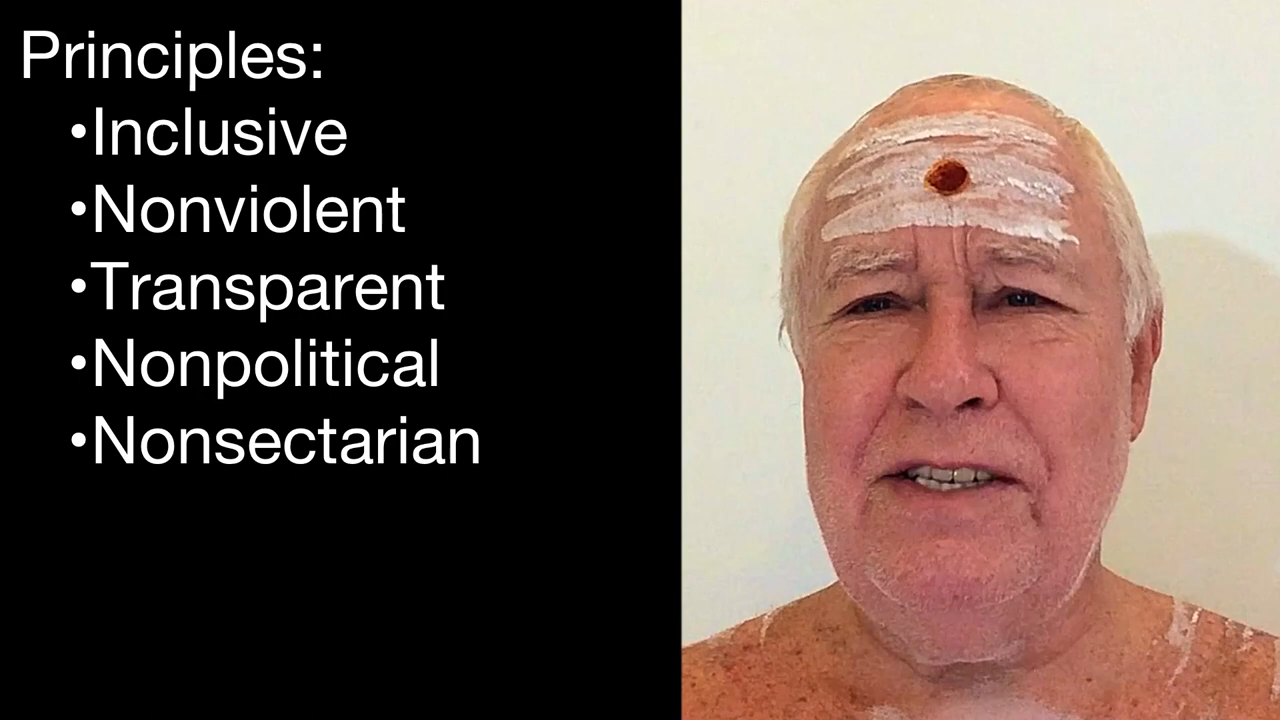 Principles:
•Inclusive
•Nonviolent
•Transparent
•Nonpolitical
•Nonsectarian